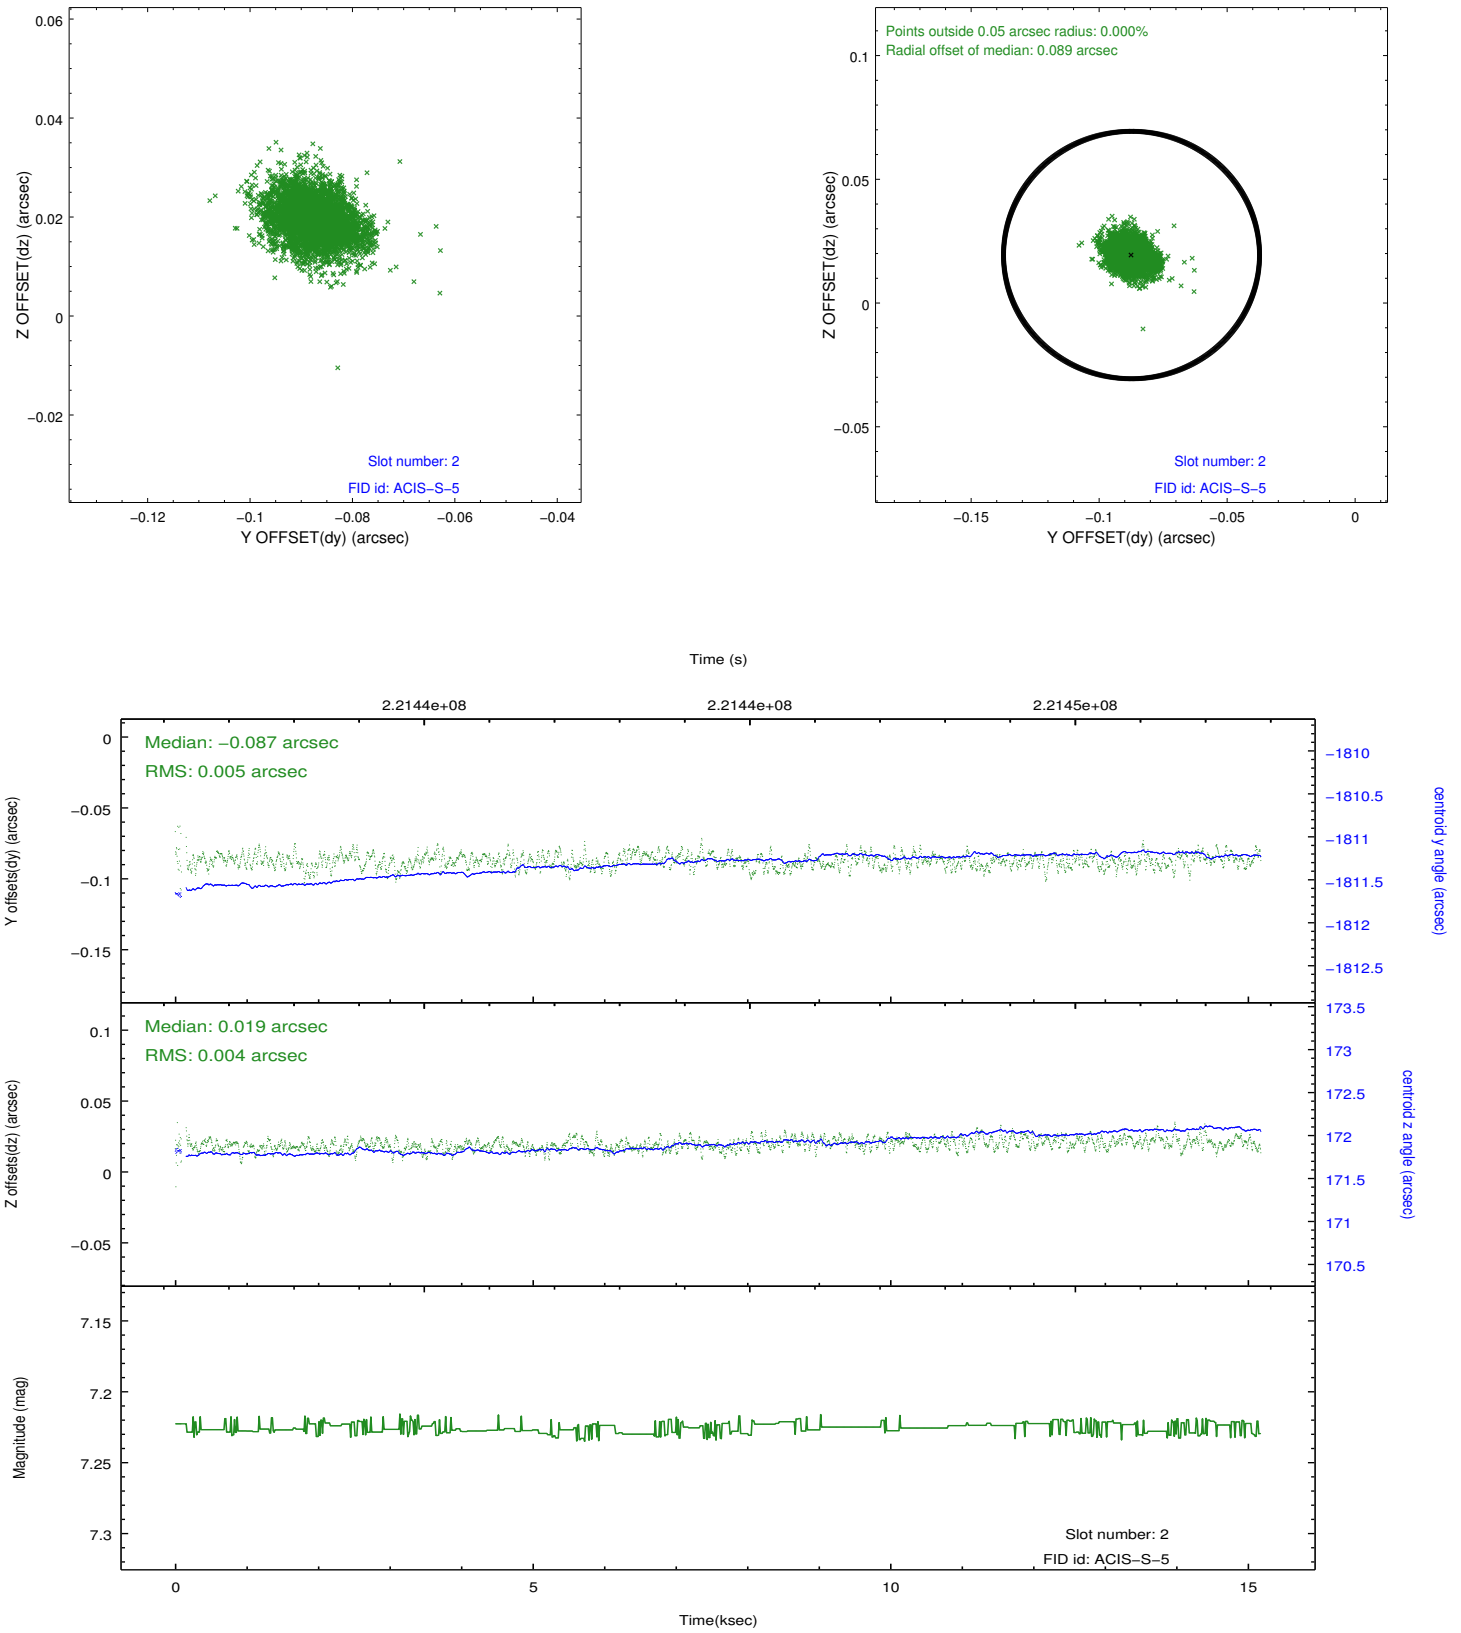 0.06
0.04
0.02
0
−0.02
Z OFFSET(dz) (arcsec)
Slot number: 2
FID id: ACIS−S−5
−0.12
−0.1
−0.08
−0.06
−0.04
Y OFFSET(dy) (arcsec)
Points outside 0.05 arcsec radius: 0.000%
Radial offset of median: 0.089 arcsec
0.1
0.05
0
−0.05
Z OFFSET(dz) (arcsec)
Slot number: 2
FID id: ACIS−S−5
−0.15
−0.1
−0.05
0
Y OFFSET(dy) (arcsec)
Time (s)
2.2144e+08
2.2144e+08
2.2145e+08
Median: −0.087 arcsec
RMS: 0.005 arcsec
0
−0.05
−0.1
−0.15
Y offsets(dy) (arcsec)
−1810
−1810.5
−1811
−1811.5
−1812
−1812.5
centroid y angle (arcsec)
Median: 0.019 arcsec
RMS: 0.004 arcsec
0.1
0.05
0
−0.05
Z offsets(dz) (arcsec)
173.5
173
172.5
172
171.5
171
170.5
centroid z angle (arcsec)
7.15
7.2
7.25
7.3
Magnitude (mag)
Slot number: 2
FID id: ACIS−S−5
0
5
10
15
Time(ksec)